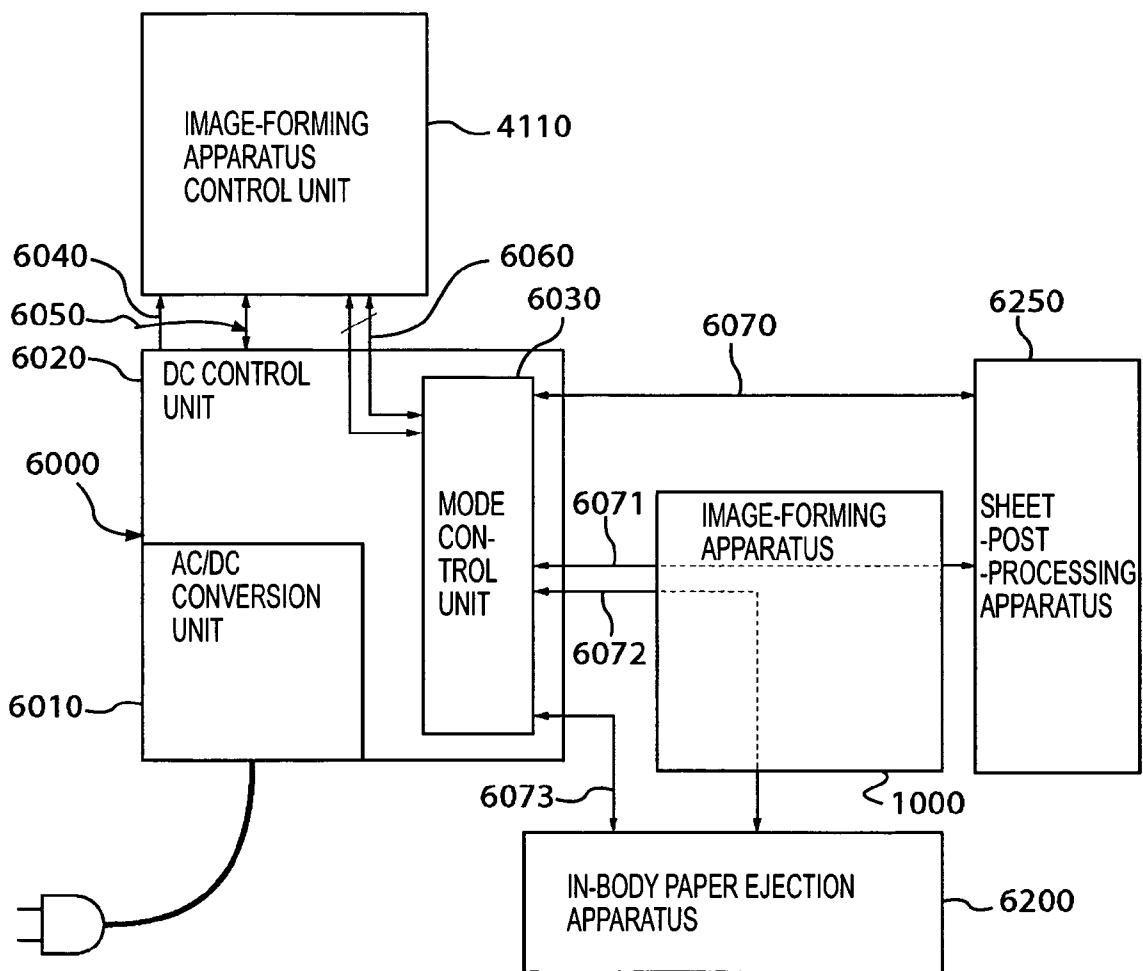 IMAGE-FORMING
APPARATUS
CONTROL UNIT
4110
6040
6050
6060
6030
6020
DC CONTROL
UNIT
6070
6250
6000
MODE
CON-
TROL
UNIT
6071
IMAGE-FORMING
APPARATUS
SHEET
-POST
-PROCESSING
APPARATUS
AC/DC
CONVERSION
UNIT
6072
6010
6073
1000
IN-BODY PAPER EJECTION
APPARATUS
6200